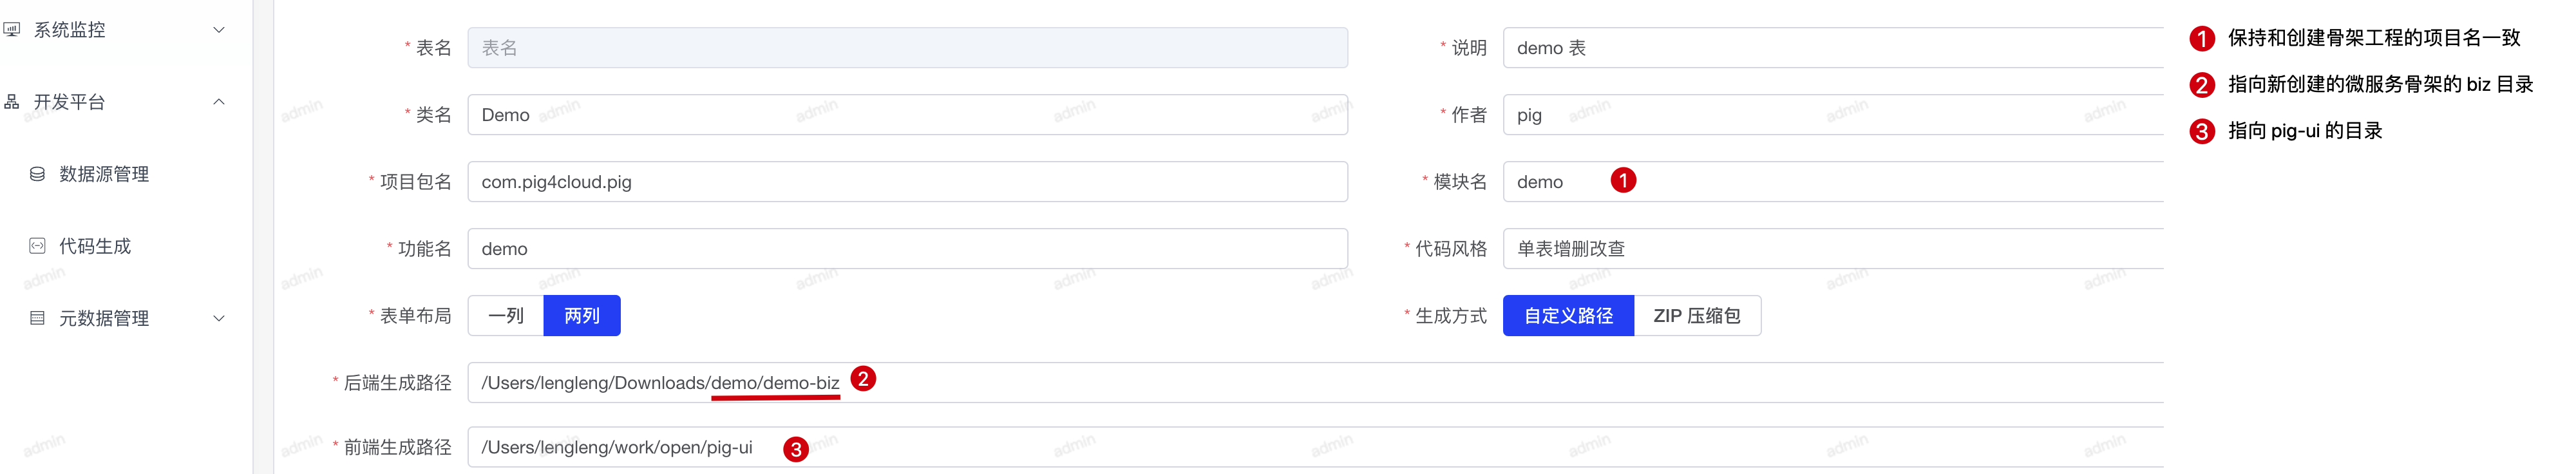 系统监控
开发平台
数据源管理
代码生成
元数据管理
* 表名 表名
* 说明 demo 表
* 类名 Demo
* 作者 pig
* 项目包名 com.pig4cloud.pig
* 模块名 demo 1
* 功能名 demo
* 代码风格 单表增删改查
* 表单布局 一列 两列
* 生成方式 自定义路径 ZIP 压缩包
* 后端生成路径 /Users/lengleng/Downloads/demo/demo-biz 2
* 前端生成路径 /Users/lengleng/work/open/pig-ui 3
1 保持和创建骨架工程的项目名一致
2 指向新创建的微服务骨架的 biz 目录
3 指向 pig-ui 的目录
admin